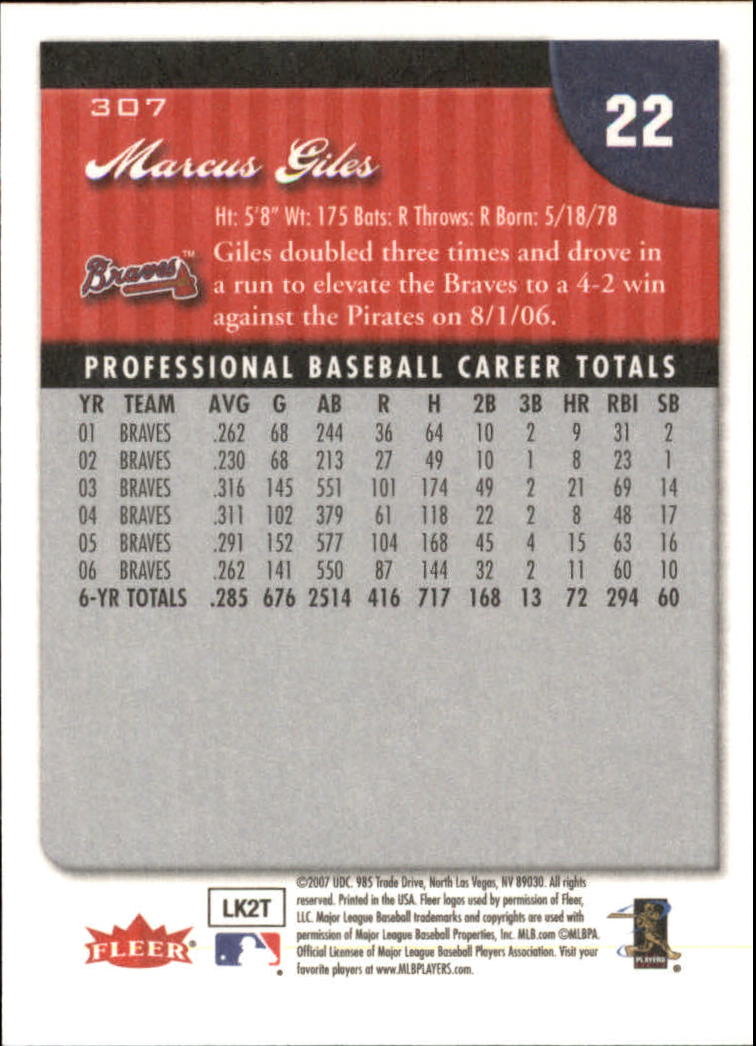 307
22
Marcus Giles
Ht: 5'8" Wt: 175 Bats: R Throws: R Born: 5/18/78
Braves™
Giles doubled three times and drove in
a run to elevate the Braves to a 4-2 win
against the Pirates on 8/1/06.
PROFESSIONAL BASEBALL CAREER TOTALS
YR TEAM AVG G AB R H 2B 3B HR RBI SB
01 BRAVES .262 68 244 36 64 10 2 9 31 2
02 BRAVES .230 68 213 27 49 10 1 8 23 1
03 BRAVES .316 145 551 101 174 49 2 21 69 14
04 BRAVES .311 102 379 61 118 22 2 8 48 17
05 BRAVES .291 152 577 104 168 45 4 15 63 16
06 BRAVES .262 141 550 87 144 32 2 11 60 10
6-YR TOTALS .285 676 2514 416 717 168 13 72 294 60
©2007 UDC. 985 Trade Drive, North Las Vegas, NV 89030. All rights
reserved. Printed in the USA. Fleer logos used by permission of Fleer,
LLC. Major League Baseball trademarks and copyrights are used with
permission of Major League Baseball Properties, Inc. MLB.com ©MLBPA
Official Licensee of Major League Baseball Players Association. Visit your
favorite players at www.MLBPLAYERS.com.
LK2T
FLEER
PLAYERS
®